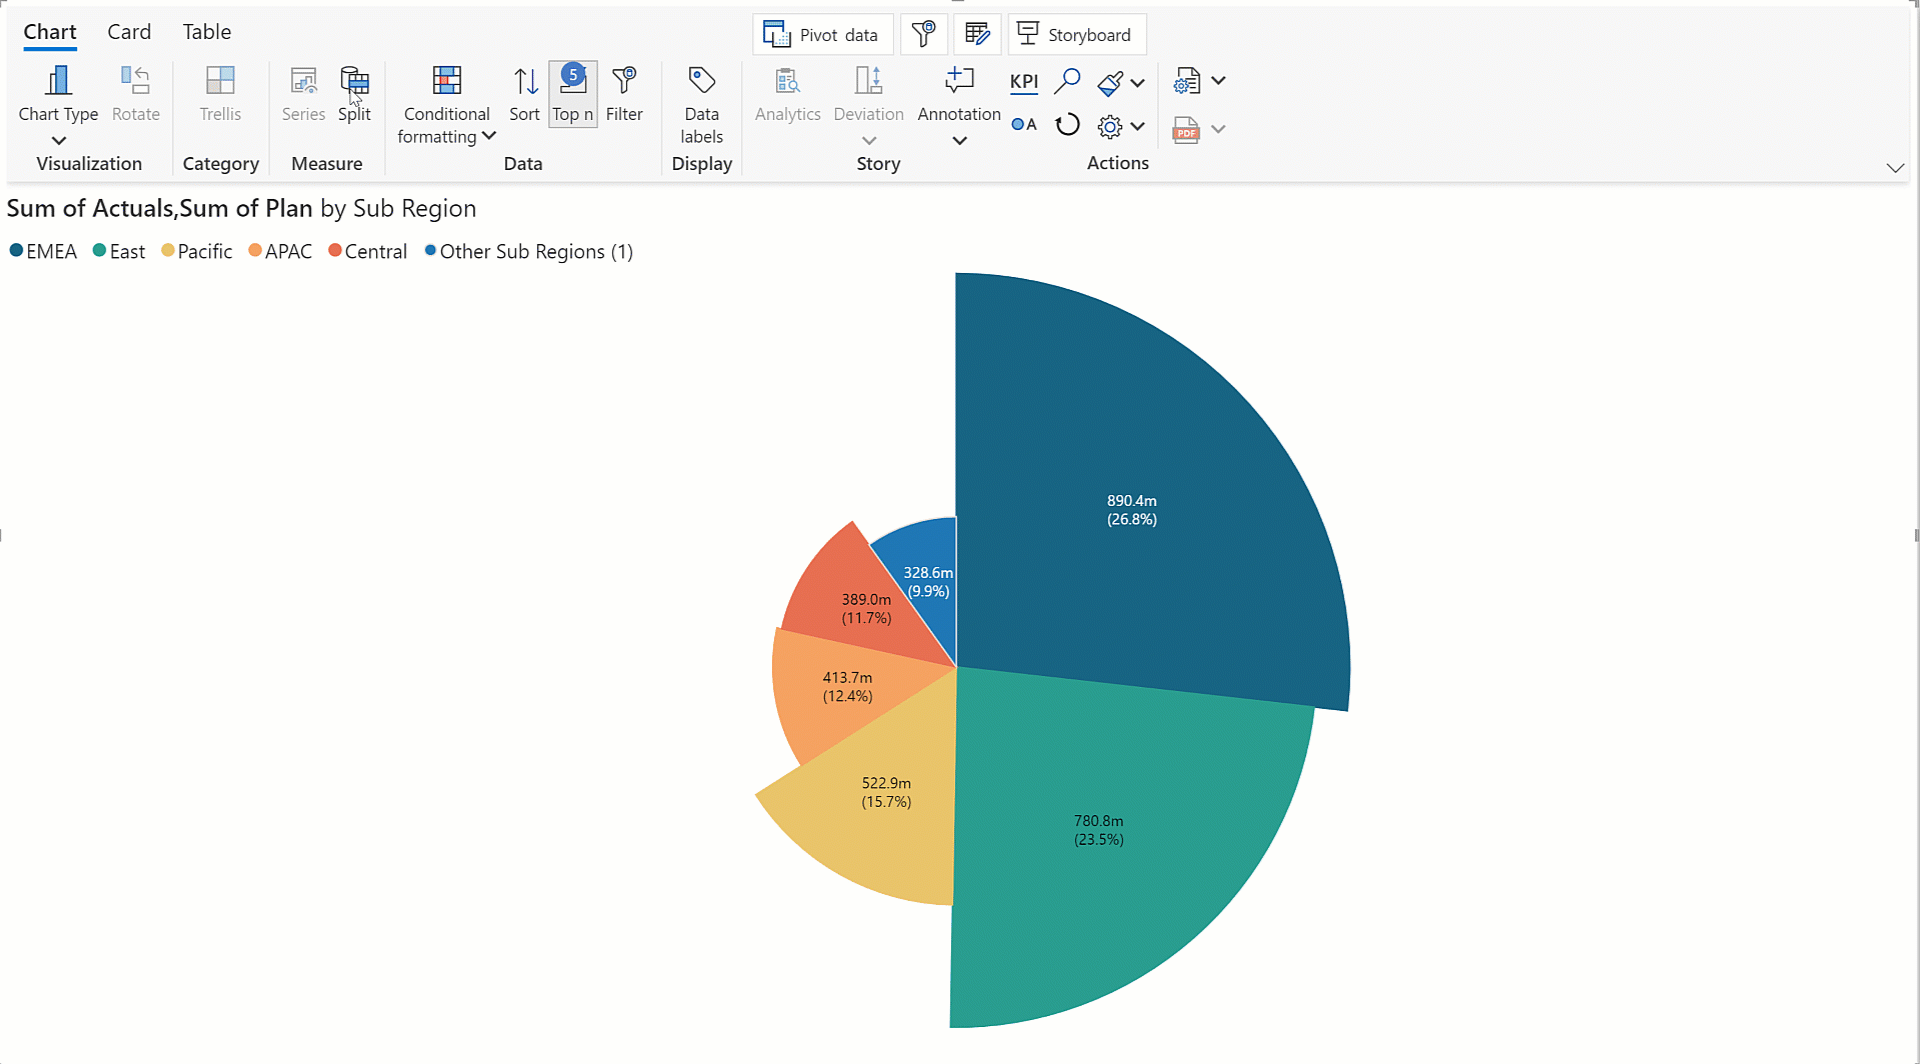 Chart Card Table
Pivot data Storyboard
5
KPI
Chart Type Rotate Trellis Series Split Conditional formatting Sort Top n Filter Data labels Analytics Deviation Annotation
A
PDF
Visualization Category Measure Data Display Story Actions
Sum of Actuals,Sum of Plan by Sub Region
EMEA East Pacific APAC Central Other Sub Regions (1)
890.4m
(26.8%)
328.6m
(9.9%)
389.0m
(11.7%)
413.7m
(12.4%)
522.9m
(15.7%)
780.8m
(23.5%)